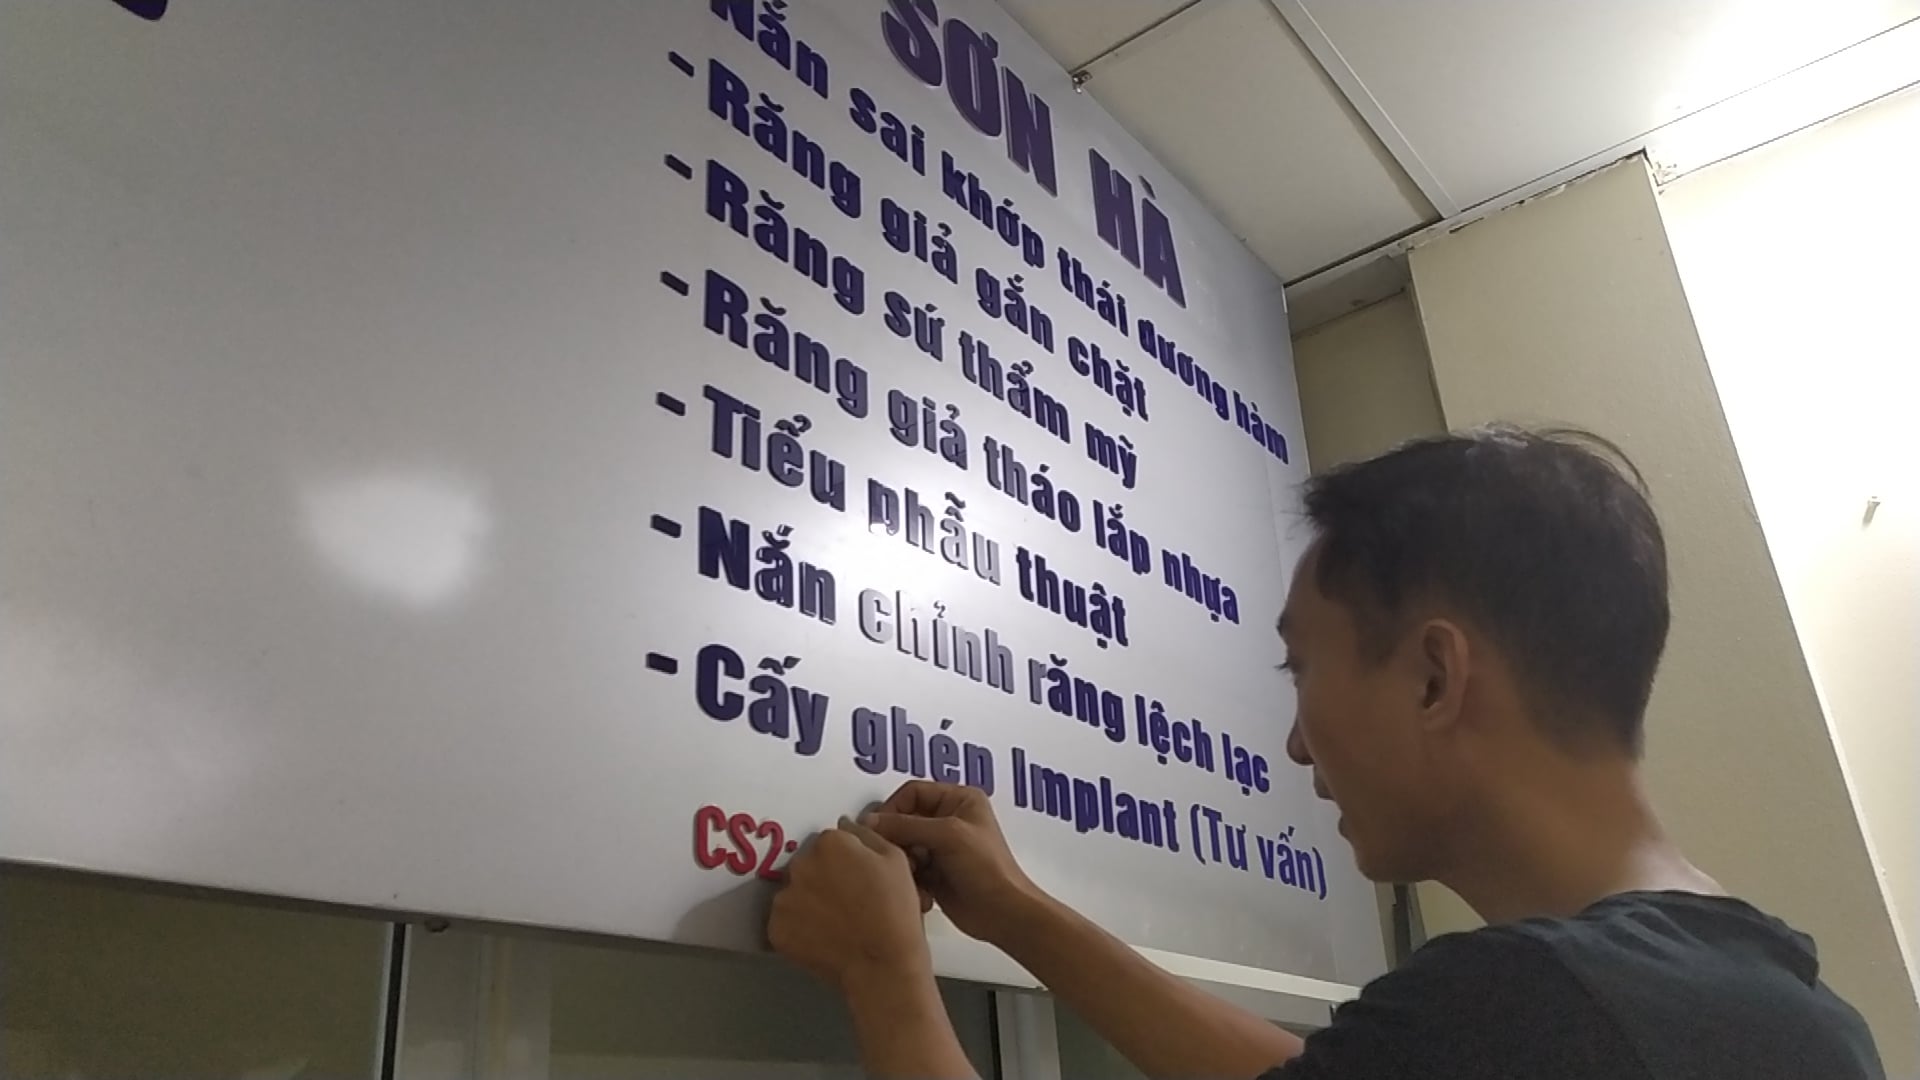 SƠN HÀ
Nắn sai khớp thái dương hàm
- Răng giả gắn chặt
- Răng sứ thẩm mỹ
- Răng giả tháo lắp nhựa
- Tiểu phẫu thuật
- Nắn chỉnh răng lệch lạc
- Cấy ghép Implant (Tư vấn)
CS2: